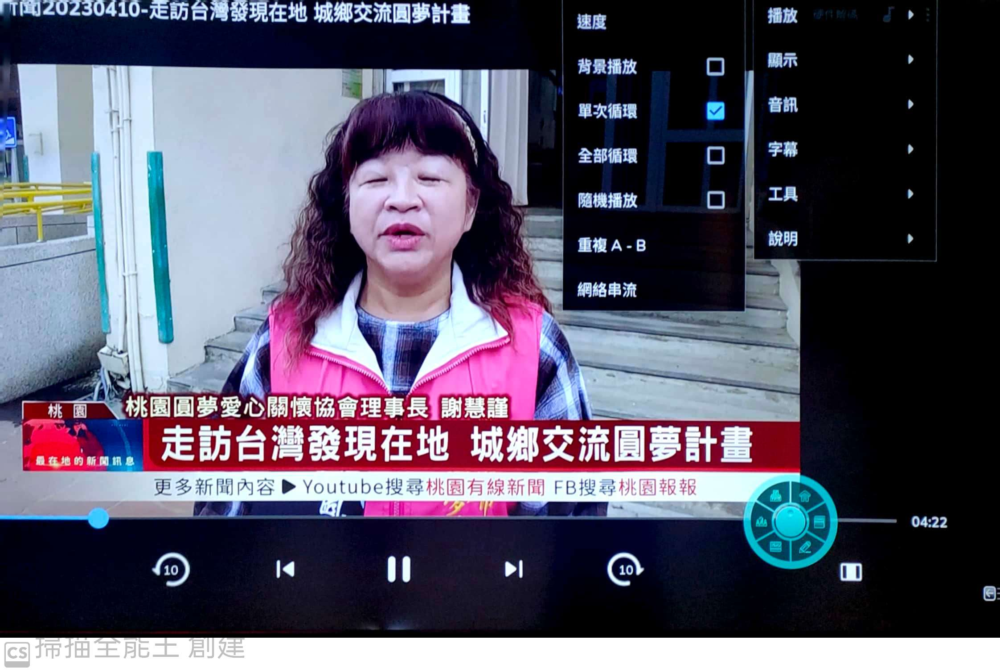 聞20230410-走訪台灣發現在地 城鄉交流圓夢計畫
速度
背景播放
單次循環
全部循環
隨機播放
重複 A - B
網絡串流
播放 硬件解碼
顯示
音訊
字幕
工具
說明
桃園
桃園圓夢愛心關懷協會理事長 謝慧謹
走訪台灣發現在地 城鄉交流圓夢計畫
最在地的新聞訊息
更多新聞內容▶Youtube搜尋桃園有線新聞 FB搜尋桃園報報
04:22
10
10
CS 掃描全能王 創建